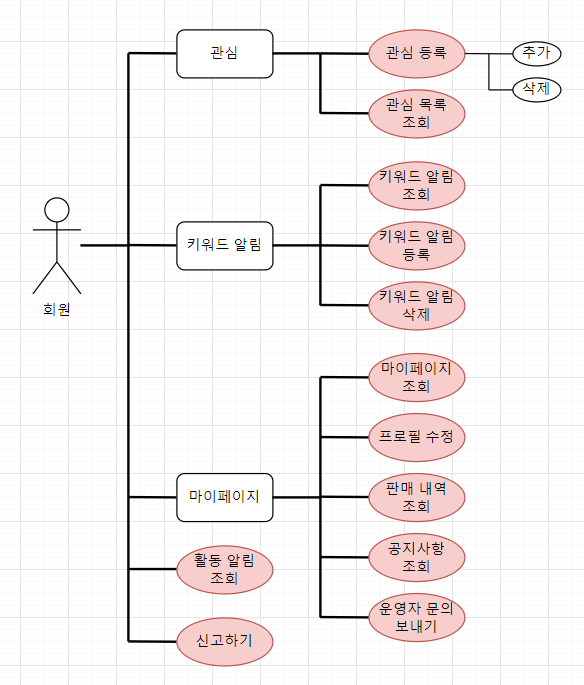 관심
관심 등록
추가
삭제
관심 목록
조회
회원
키워드 알림
키워드 알림
조회
키워드 알림
등록
키워드 알림
삭제
마이페이지
마이페이지
조회
프로필 수정
판매 내역
조회
공지사항
조회
운영자 문의
보내기
활동 알림
조회
신고하기